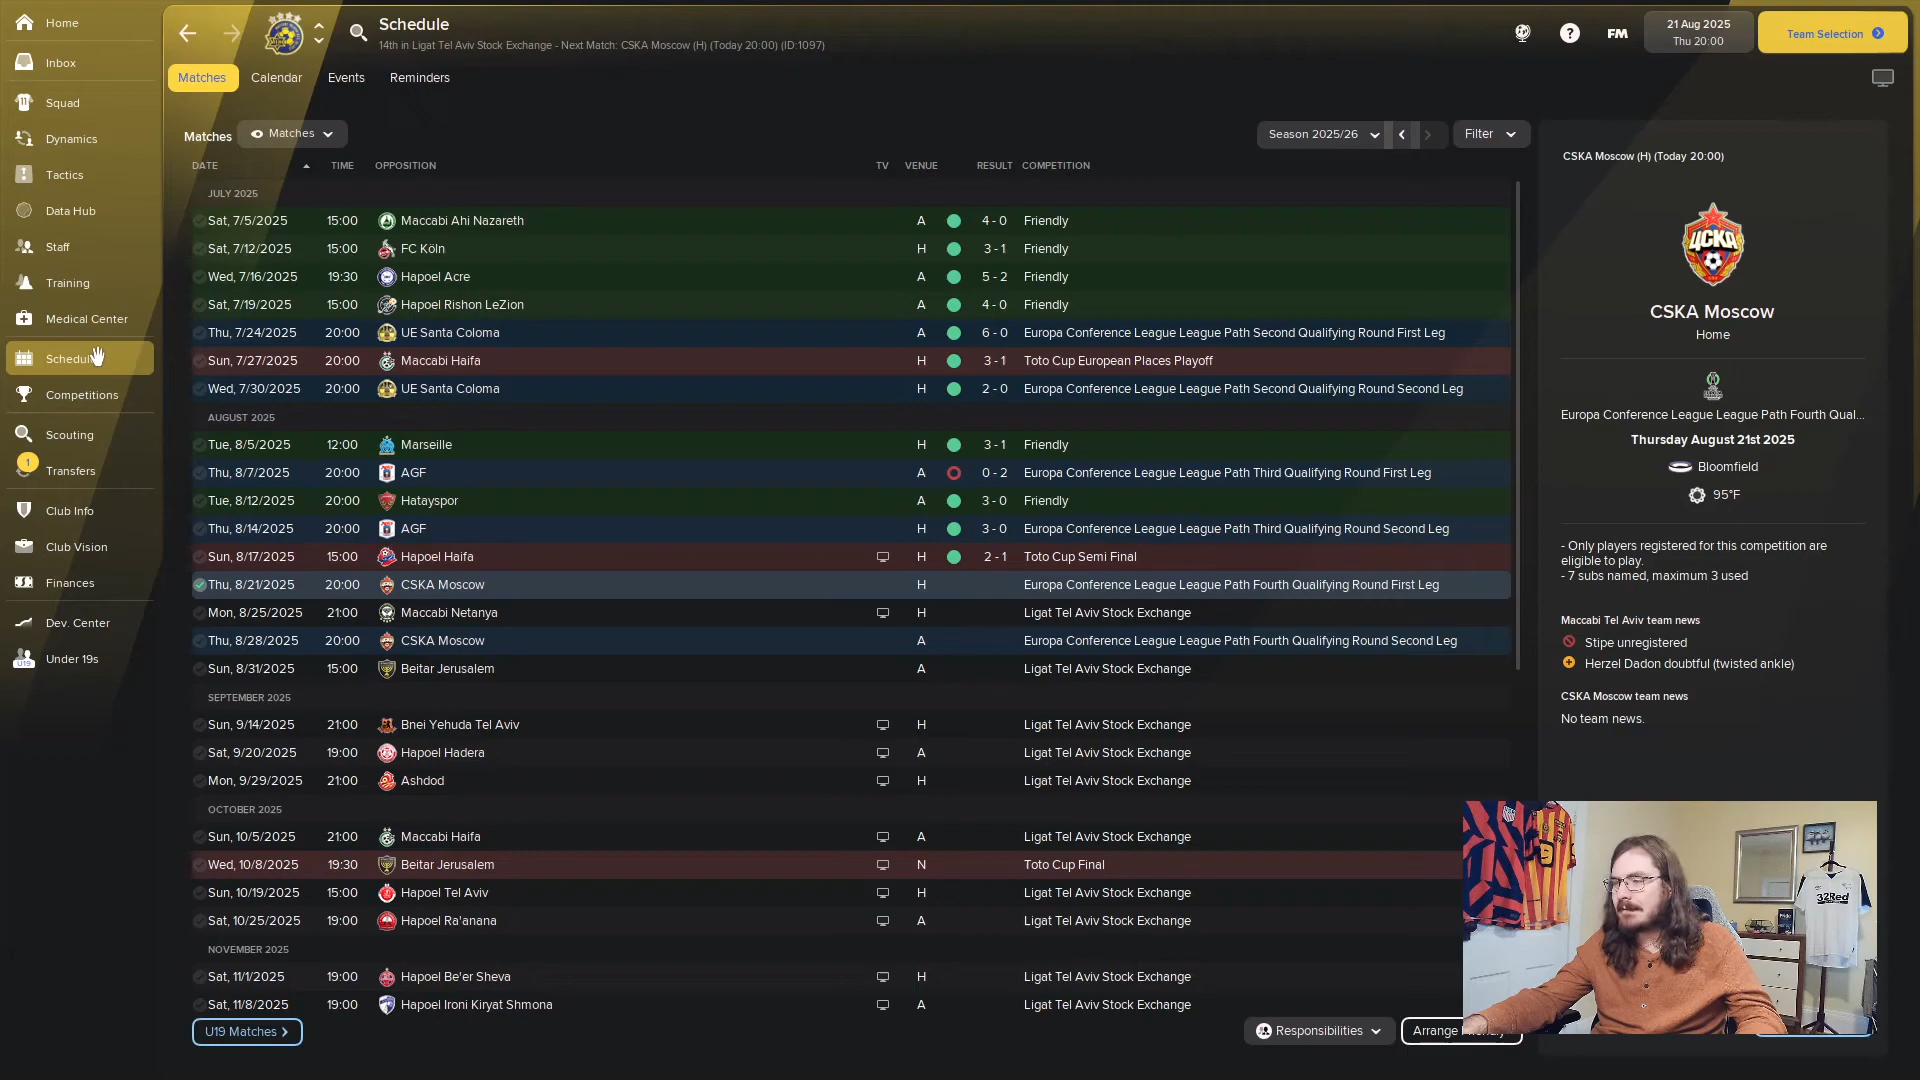 Home
Inbox
Squad
Dynamics
Tactics
Data Hub
Staff
Training
Medical Center
Schedul
Competitions
Scouting
1
Transfers
Club Info
Club Vision
Finances
Dev. Center
U19
Under 19s
Schedule
14th in Ligat Tel Aviv Stock Exchange - Next Match: CSKA Moscow (H) (Today 20:00) (ID:1097)
?
FM
21 Aug 2025
Thu 20:00
Team Selection
Matches
Calendar
Events
Reminders
Matches
Matches
Season 2025/26
Filter
DATE TIME OPPOSITION TV VENUE RESULT COMPETITION
JULY 2025
Sat, 7/5/2025 15:00 Maccabi Ahi Nazareth A 4 - 0 Friendly
Sat, 7/12/2025 15:00 FC Köln H 3 - 1 Friendly
Wed, 7/16/2025 19:30 Hapoel Acre A 5 - 2 Friendly
Sat, 7/19/2025 15:00 Hapoel Rishon LeZion A 4 - 0 Friendly
Thu, 7/24/2025 20:00 UE Santa Coloma A 6 - 0 Europa Conference League League Path Second Qualifying Round First Leg
Sun, 7/27/2025 20:00 Maccabi Haifa H 3 - 1 Toto Cup European Places Playoff
Wed, 7/30/2025 20:00 UE Santa Coloma H 2 - 0 Europa Conference League League Path Second Qualifying Round Second Leg
AUGUST 2025
Tue, 8/5/2025 12:00 Marseille H 3 - 1 Friendly
Thu, 8/7/2025 20:00 AGF A 0 - 2 Europa Conference League League Path Third Qualifying Round First Leg
Tue, 8/12/2025 20:00 Hatayspor A 3 - 0 Friendly
Thu, 8/14/2025 20:00 AGF H 3 - 0 Europa Conference League League Path Third Qualifying Round Second Leg
Sun, 8/17/2025 15:00 Hapoel Haifa H 2 - 1 Toto Cup Semi Final
Thu, 8/21/2025 20:00 CSKA Moscow H Europa Conference League League Path Fourth Qualifying Round First Leg
Mon, 8/25/2025 21:00 Maccabi Netanya H Ligat Tel Aviv Stock Exchange
Thu, 8/28/2025 20:00 CSKA Moscow A Europa Conference League League Path Fourth Qualifying Round Second Leg
Sun, 8/31/2025 15:00 Beitar Jerusalem A Ligat Tel Aviv Stock Exchange
SEPTEMBER 2025
Sun, 9/14/2025 21:00 Bnei Yehuda Tel Aviv H Ligat Tel Aviv Stock Exchange
Sat, 9/20/2025 19:00 Hapoel Hadera A Ligat Tel Aviv Stock Exchange
Mon, 9/29/2025 21:00 Ashdod H Ligat Tel Aviv Stock Exchange
OCTOBER 2025
Sun, 10/5/2025 21:00 Maccabi Haifa A Ligat Tel Aviv Stock Exchange
Wed, 10/8/2025 19:30 Beitar Jerusalem N Toto Cup Final
Sun, 10/19/2025 15:00 Hapoel Tel Aviv H Ligat Tel Aviv Stock Exchange
Sat, 10/25/2025 19:00 Hapoel Ra'anana A Ligat Tel Aviv Stock Exchange
NOVEMBER 2025
Sat, 11/1/2025 19:00 Hapoel Be'er Sheva H Ligat Tel Aviv Stock Exchange
Sat, 11/8/2025 19:00 Hapoel Ironi Kiryat Shmona A Ligat Tel Aviv Stock Exchange
U19 Matches
Responsibilities
Arrange
CSKA Moscow (H) (Today 20:00)
ЦСКА
CSKA Moscow
Home
Europa Conference League League Path Fourth Qual...
Thursday August 21st 2025
Bloomfield
95°F
- Only players registered for this competition are
eligible to play.
- 7 subs named, maximum 3 used
Maccabi Tel Aviv team news
Stipe unregistered
Herzel Dadon doubtful (twisted ankle)
CSKA Moscow team news
No team news.
32Red